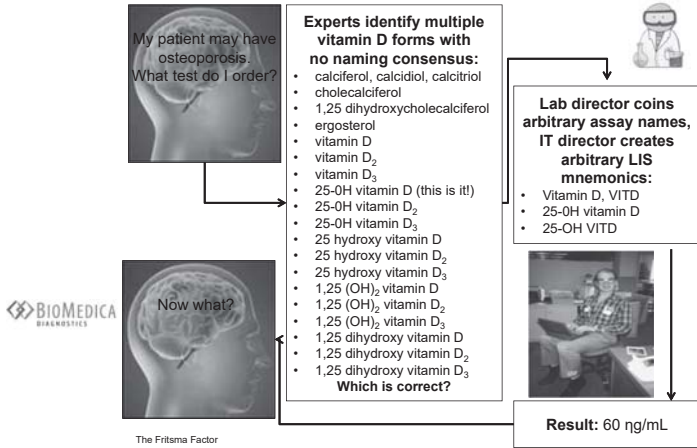 My patient may have
osteoporosis.
What test do I order?
Experts identify multiple
vitamin D forms with
no naming consensus:
• calciferol, calcidiol, calcitriol
• cholecalciferol
• 1,25 dihydroxycholecalciferol
• ergosterol
• vitamin D
• vitamin D₂
• vitamin D₃
• 25-0H vitamin D (this is it!)
• 25-0H vitamin D₂
• 25-0H vitamin D₃
• 25 hydroxy vitamin D
• 25 hydroxy vitamin D₂
• 25 hydroxy vitamin D₃
• 1,25 (OH)₂ vitamin D
• 1,25 (OH)₂ vitamin D₂
• 1,25 (OH)₂ vitamin D₃
• 1,25 dihydroxy vitamin D
• 1,25 dihydroxy vitamin D₂
• 1,25 dihydroxy vitamin D₃
Which is correct?
Lab director coins
arbitrary assay names,
IT director creates
arbitrary LIS
mnemonics:
• Vitamin D, VITD
• 25-0H vitamin D
• 25-OH VITD
Result: 60 ηg/mL
Now what?
BIOMEDICA
DIAGNOSTICS
The Fritsma Factor